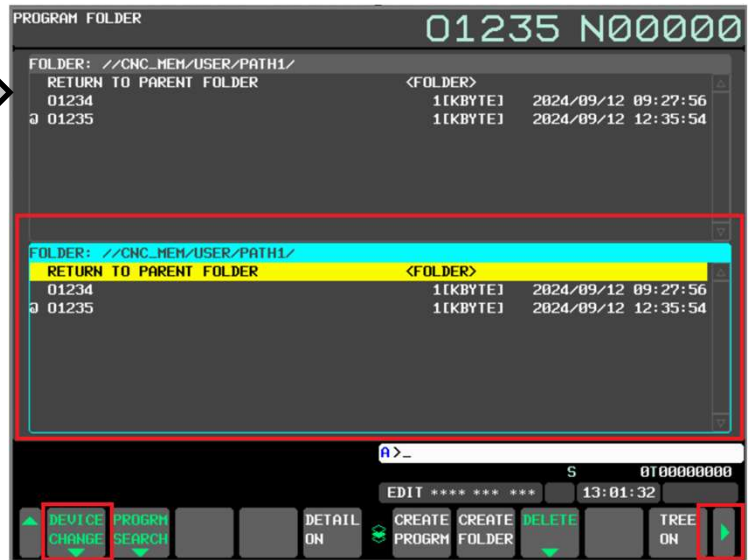 PROGRAM FOLDER
O1235 N00000
FOLDER: //CNC_MEM/USER/PATH1/
RETURN TO PARENT FOLDER <FOLDER>
O1234 1[KBYTE] 2024/09/12 09:27:56
@ O1235 1[KBYTE] 2024/09/12 12:35:54
FOLDER: //CNC_MEM/USER/PATH1/
RETURN TO PARENT FOLDER <FOLDER>
O1234 1[KBYTE] 2024/09/12 09:27:56
@ O1235 1[KBYTE] 2024/09/12 12:35:54
A>_
S 0T00000000
EDIT **** *** *** 13:01:32
DEVICE CHANGE
PROGRM SEARCH
DETAIL ON
CREATE PROGRM
CREATE FOLDER
DELETE
TREE ON